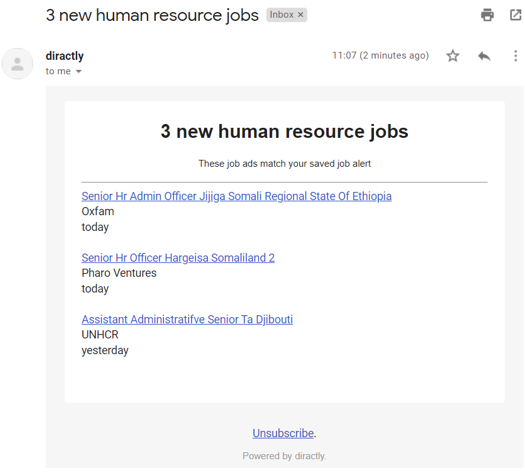 3 new human resource jobs Inbox ×
diractly 11:07 (2 minutes ago)
to me
3 new human resource jobs
These job ads match your saved job alert
Senior Hr Admin Officer Jijiga Somali Regional State Of Ethiopia
Oxfam
today
Senior Hr Officer Hargeisa Somaliland 2
Pharo Ventures
today
Assistant Administratifve Senior Ta Djibouti
UNHCR
yesterday
Unsubscribe.
Powered by diractly.